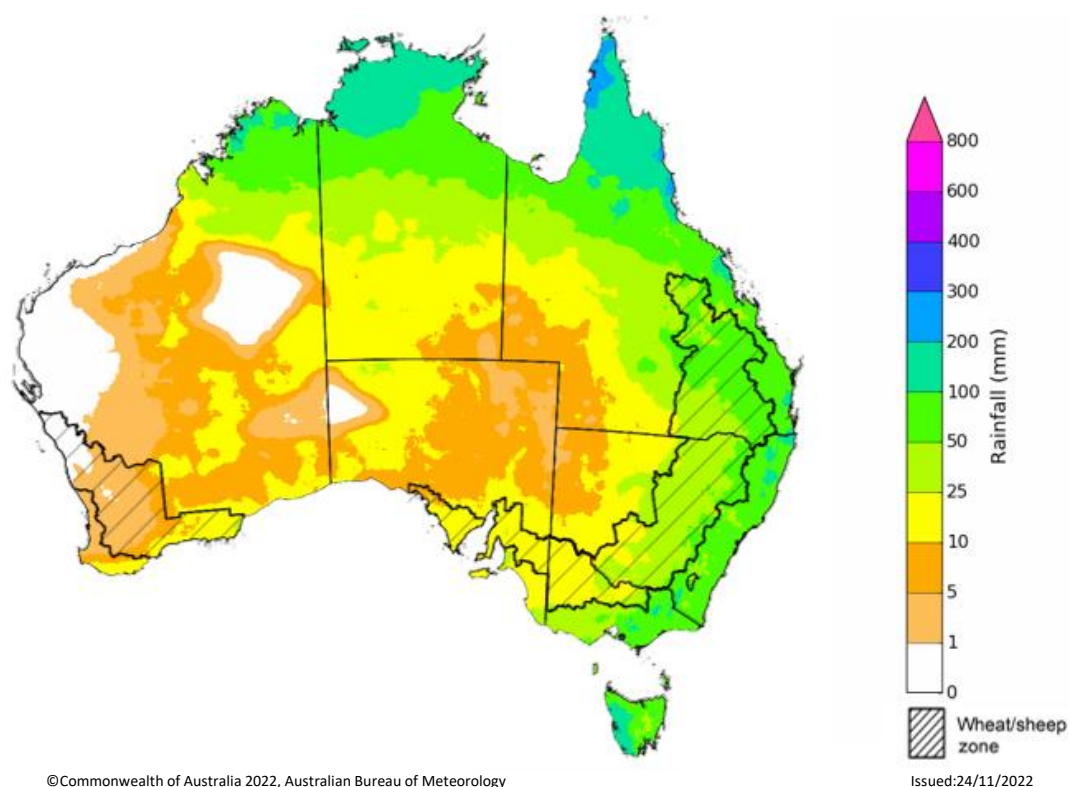 800
600
400
300
200
100
50
25
10
5
1
0
Rainfall (mm)
Wheat/sheep
zone
©Commonwealth of Australia 2022, Australian Bureau of Meteorology
Issued:24/11/2022